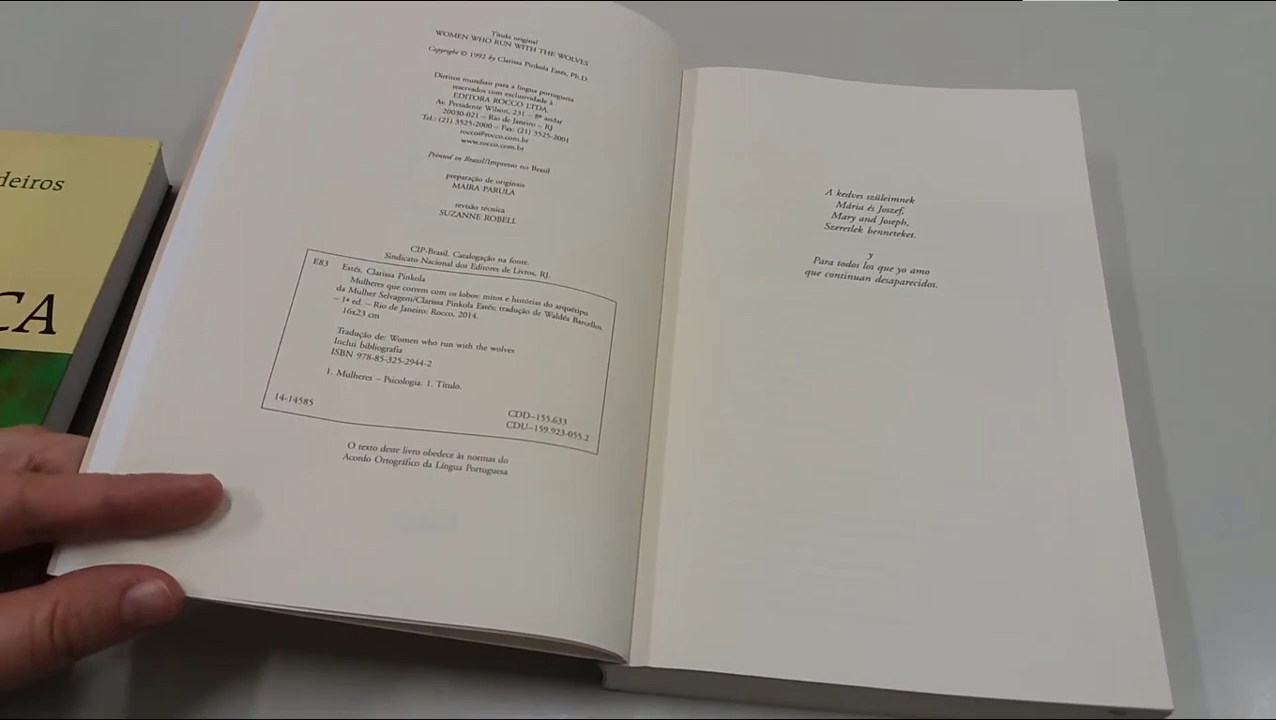 deiros
CA
Título original
WOMEN WHO RUN WITH THE WOLVES
Copyright © 1992 by Clarissa Pinkola Estés, Ph.D.
Direitos mundiais para a língua portuguesa
reservados com exclusividade à
EDITORA ROCCO LTDA.
Av. Presidente Wilson, 231 – 8º andar
20030-021 – Rio de Janeiro – RJ
Tel.: (21) 3525-2000 – Fax: (21) 3525-2001
rocco@rocco.com.br
www.rocco.com.br
Printed in Brazil/Impresso no Brasil
preparação de originais
MAIRA PARULA
revisão técnica
SUZANNE ROBELL
CIP-Brasil. Catalogação na fonte.
Sindicato Nacional dos Editores de Livros, RJ.
E83 Estés, Clarissa Pinkola
Mulheres que correm com os lobos: mitos e histórias do arquétipo
da Mulher Selvagem/Clarissa Pinkola Estés; tradução de Waldéa Barcellos.
– 1ª ed. – Rio de Janeiro: Rocco, 2014.
16x23 cm
Tradução de: Women who run with the wolves
Inclui bibliografia
ISBN 978-85-325-2944-2
1. Mulheres – Psicologia. 1. Título.
14-14585
CDD–155.633
CDU–159.923-055.2
O texto deste livro obedece às normas do
Acordo Ortográfico da Língua Portuguesa
A kedves szüleimnek
Mária és Joszef,
Mary and Joseph,
Szeretlek benneteket.
y
Para todos los que yo amo
que continuan desaparecidos.